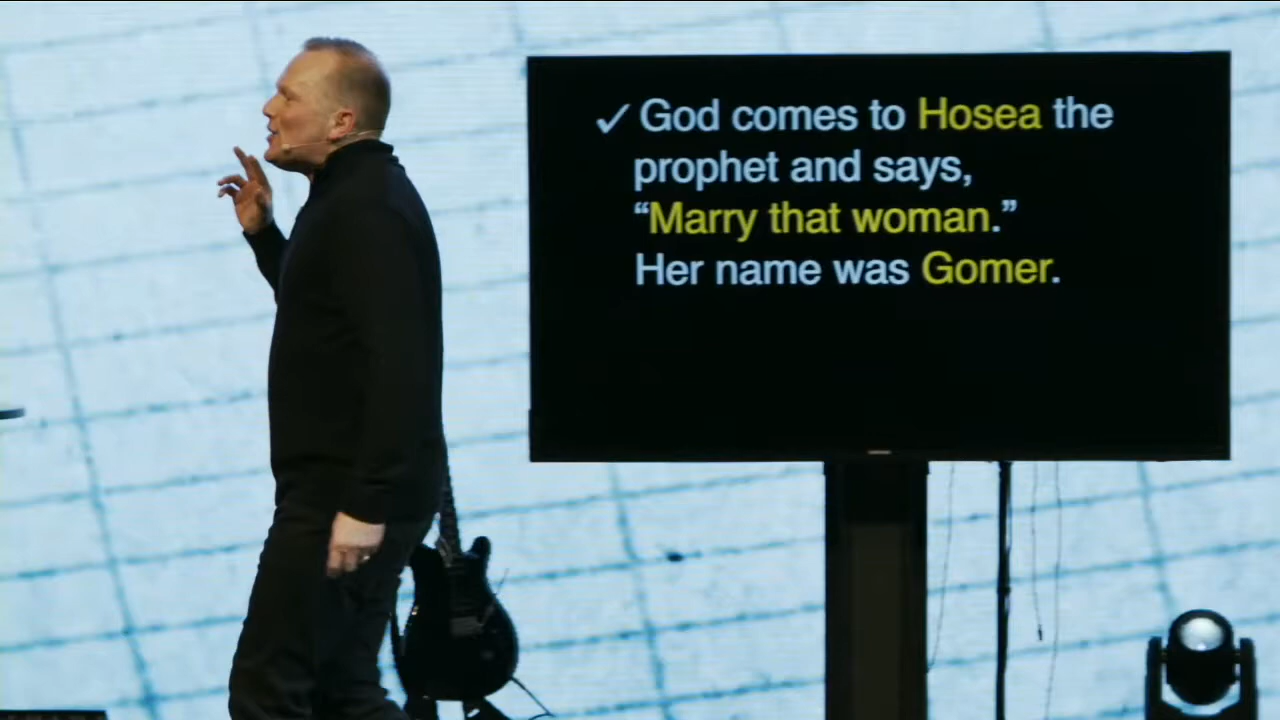 ✓ God comes to Hosea the
prophet and says,
“Marry that woman.”
Her name was Gomer.